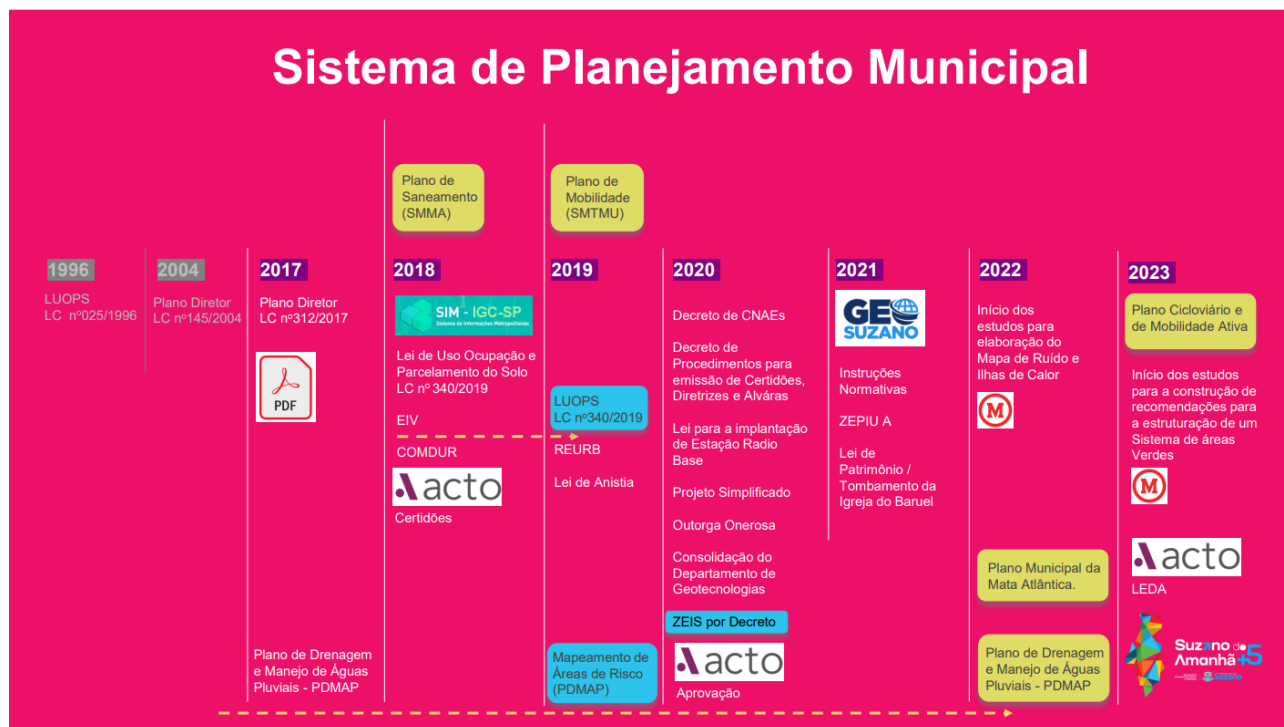 Sistema de Planejamento Municipal
Plano de
Saneamento
(SMMA)
Plano de
Mobilidade
(SMTMU)
1996
LUOPS
LC nº025/1996
2004
Plano Diretor
LC nº145/2004
2017
Plano Diretor
LC nº312/2017
PDF
Plano de Drenagem
e Manejo de Águas
Pluviais - PDMAP
2018
SIM - IGC-SP
Sistema de Informações Metropolitanas
Lei de Uso Ocupação e
Parcelamento do Solo
LC nº 340/2019
EIV
COMDUR
acto
Certidões
2019
LUOPS
LC nº340/2019
REURB
Lei de Anistia
Mapeamento de
Áreas de Risco
(PDMAP)
2020
Decreto de CNAEs
Decreto de
Procedimentos para
emissão de Certidões,
Diretrizes e Alváras
Lei para a implantação
de Estação Radio
Base
Projeto Simplificado
Outorga Onerosa
Consolidação do
Departamento de
Geotecnologias
ZEIS por Decreto
acto
Aprovação
2021
GEO
SUZANO
Instruções
Normativas
ZEPIU A
Lei de
Patrimônio /
Tombamento da
Igreja do Baruel
2022
Início dos
estudos para
elaboração do
Mapa de Ruído e
Ilhas de Calor
M
Plano Municipal da
Mata Atlântica.
Plano de Drenagem
e Manejo de Águas
Pluviais - PDMAP
2023
Plano Cicloviário e
de Mobilidade Ativa
Início dos estudos
para a construção de
recomendações para
a estruturação de um
Sistema de áreas
Verdes
M
acto
LEDA
Suzano do
Amanhã+5
SUZANO